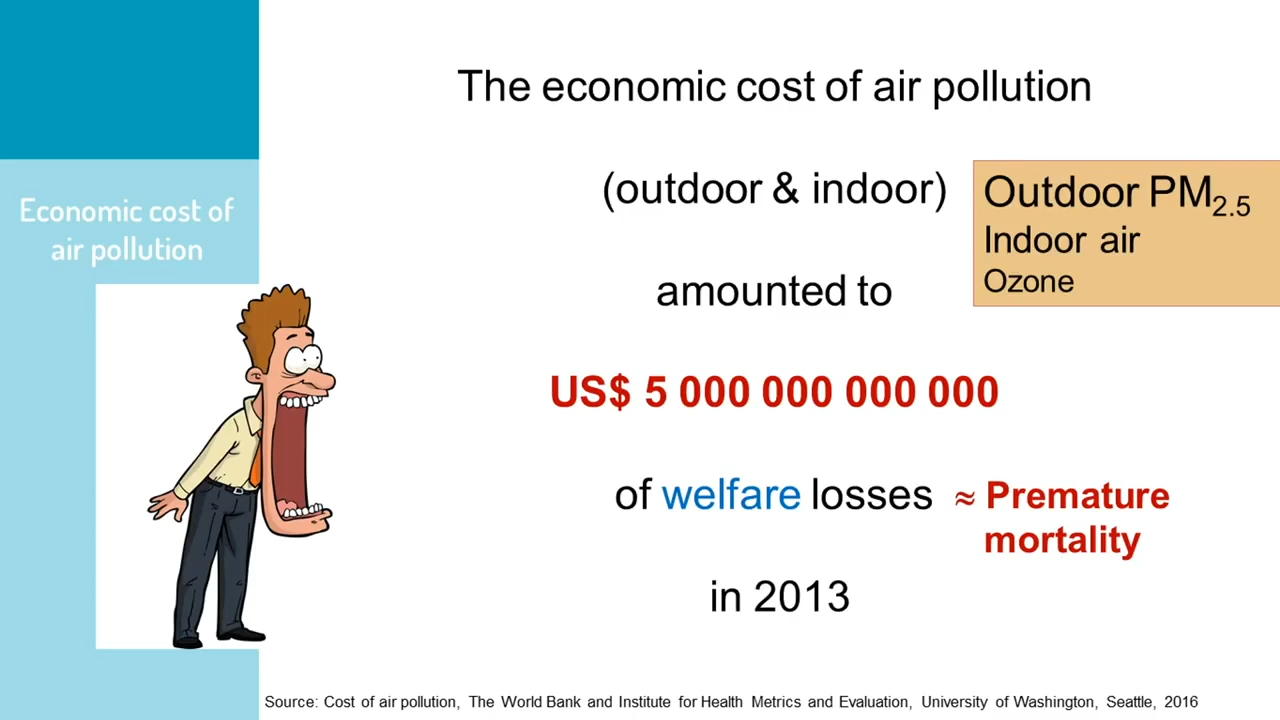 The economic cost of air pollution
(outdoor & indoor)
Outdoor PM2.5
Indoor air
Ozone
Economic cost of
air pollution
amounted to
US$ 5 000 000 000 000
of welfare losses ≈ Premature
mortality
in 2013
Source: Cost of air pollution, The World Bank and Institute for Health Metrics and Evaluation, University of Washington, Seattle, 2016